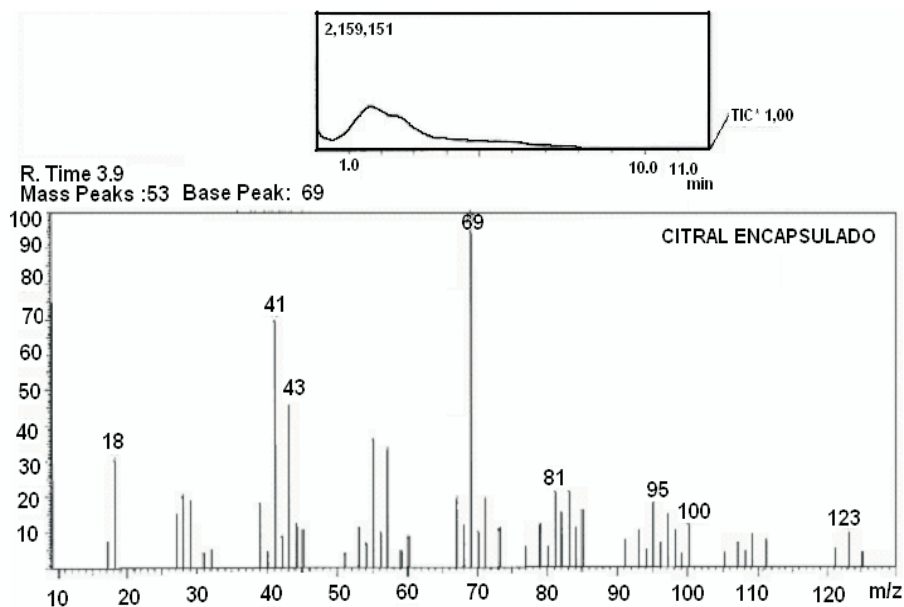 2,159,151
TIC* 1,00
1.0 10.0 11.0
min
R. Time 3.9
Mass Peaks :53 Base Peak: 69
100
90
80
70
60
50
40
30
20
10
CITRAL ENCAPSULADO
69
41
43
18
81
95
100
123
10 20 30 40 50 60 70 80 90 100 110 120 m/z